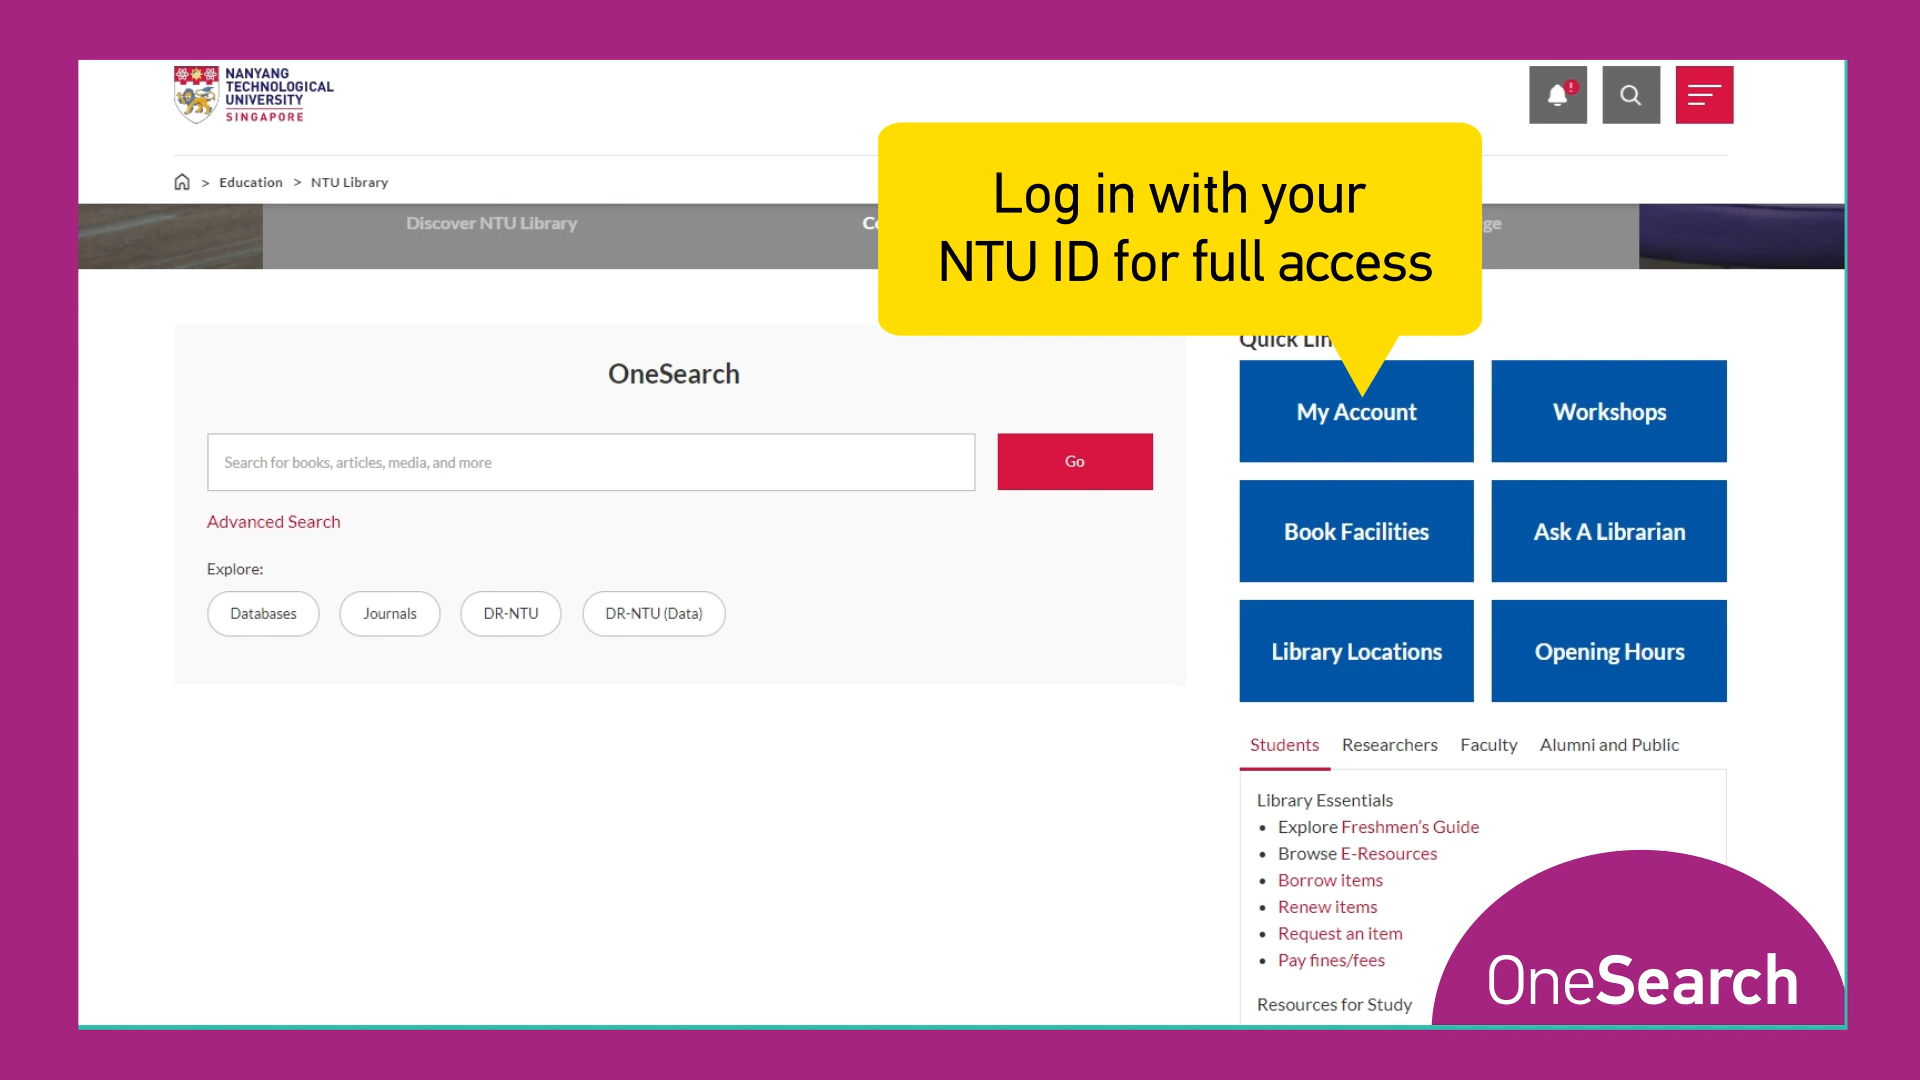 NANYANG
TECHNOLOGICAL
UNIVERSITY
SINGAPORE
!
> Education > NTU Library
Log in with your
NTU ID for full access
Discover NTU Library
OneSearch
Search for books, articles, media, and more
Go
Advanced Search
Explore:
Databases Journals DR-NTU DR-NTU (Data)
My Account Workshops
Book Facilities Ask A Librarian
Library Locations Opening Hours
Students Researchers Faculty Alumni and Public
Library Essentials
• Explore Freshmen's Guide
• Browse E-Resources
• Borrow items
• Renew items
• Request an item
• Pay fines/fees
Resources for Study
OneSearch